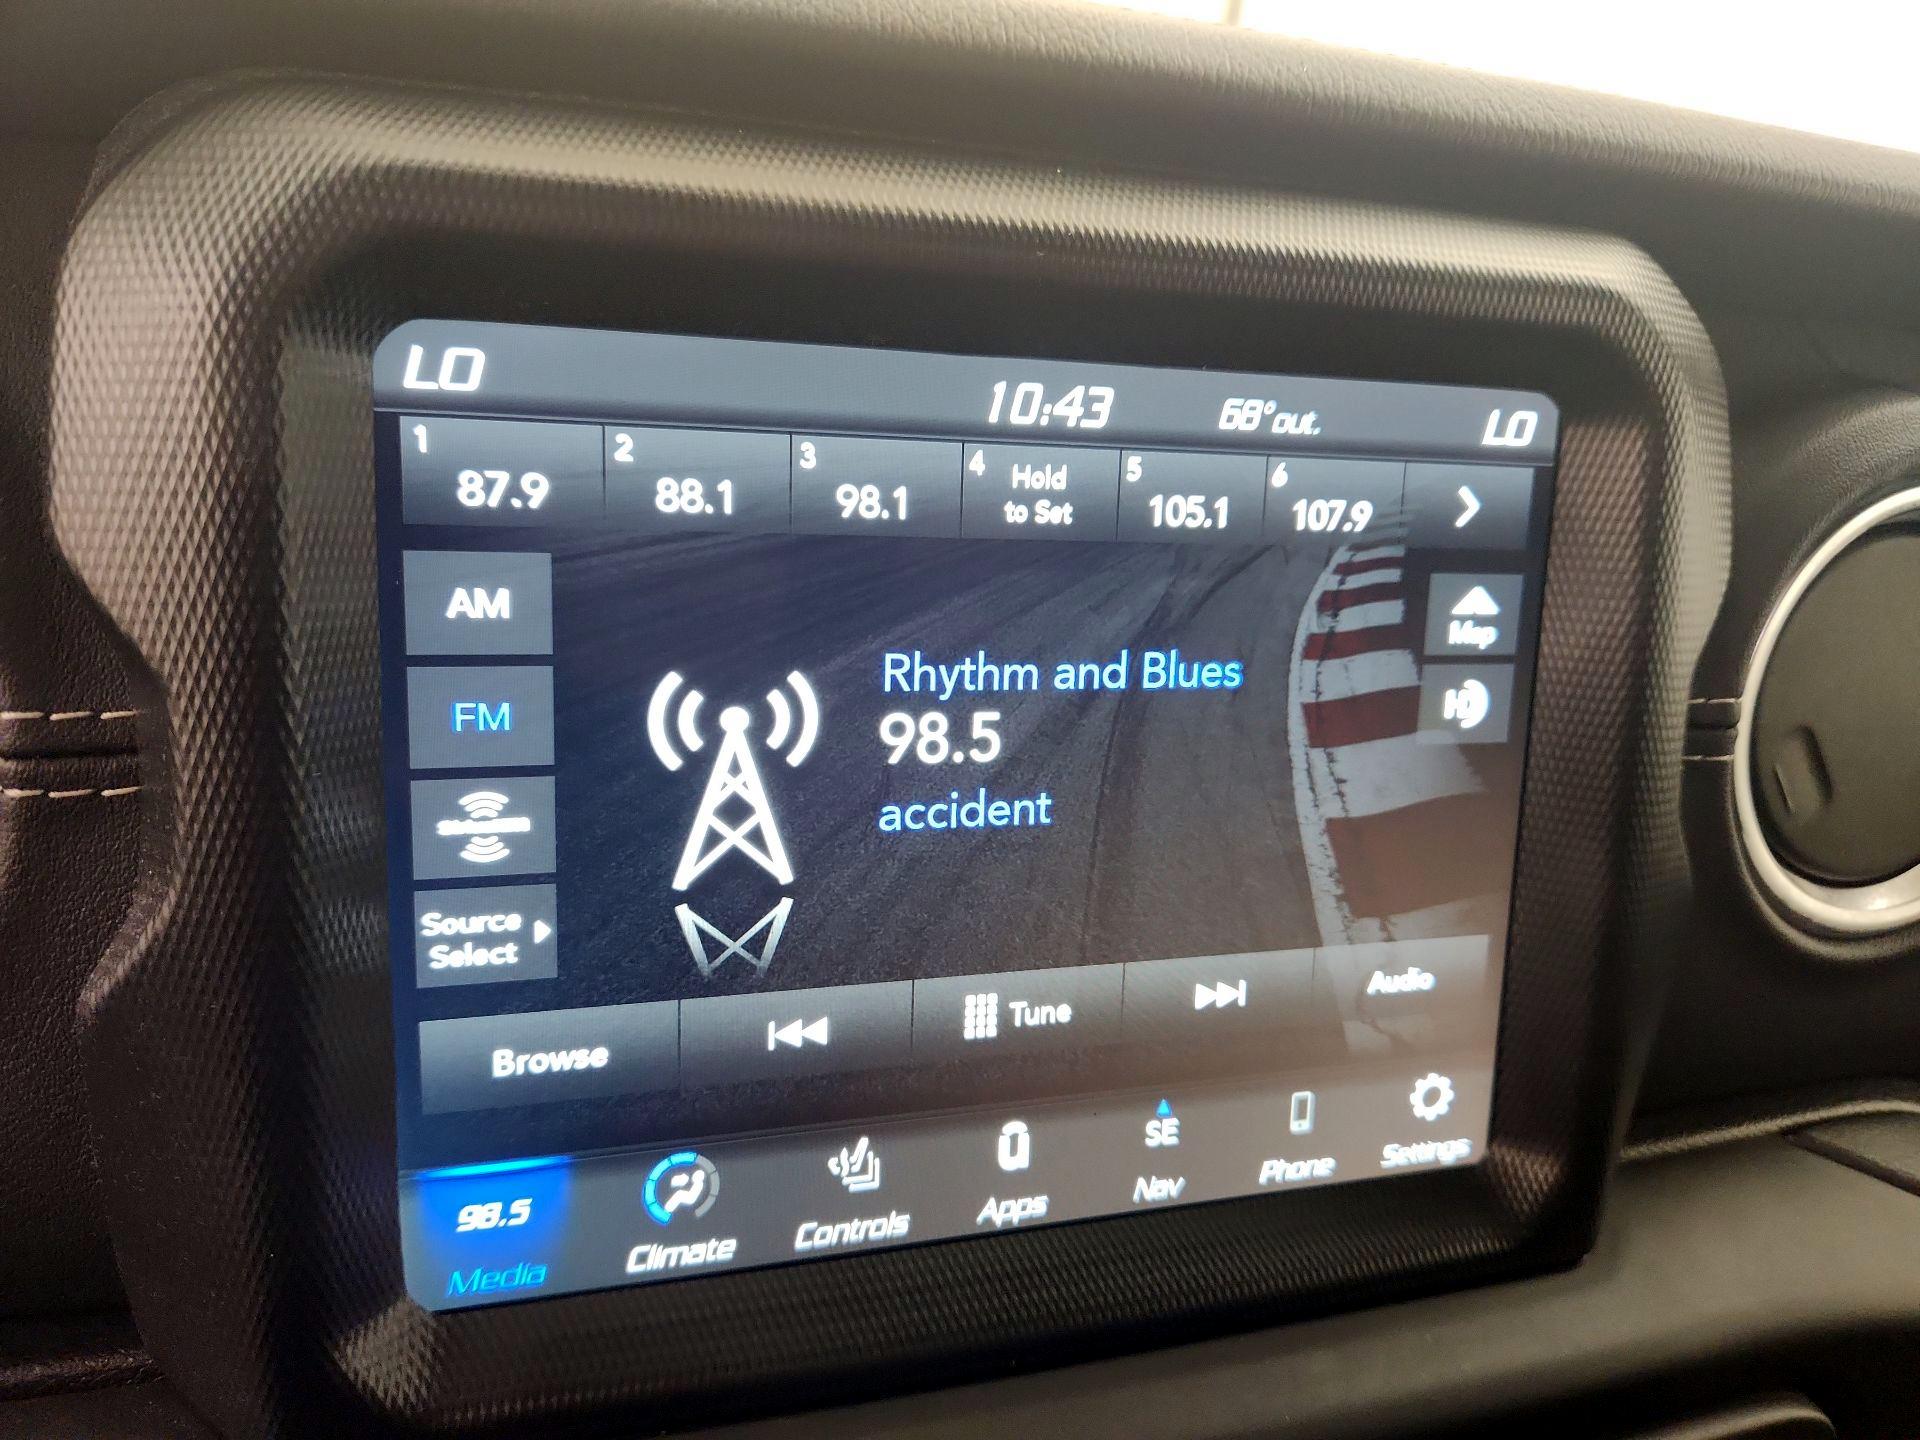 LO 10:43 68° out. LO
1 87.9
2 88.1
3 98.1
4 Hold
to Set
5 105.1
6 107.9
AM
FM
Source
Select
Rhythm and Blues
98.5
accident
Map
HD
Browse
Tune
Audio
98.5
Media
Climate
Controls
Apps
SE
Nav
Phone
Settings